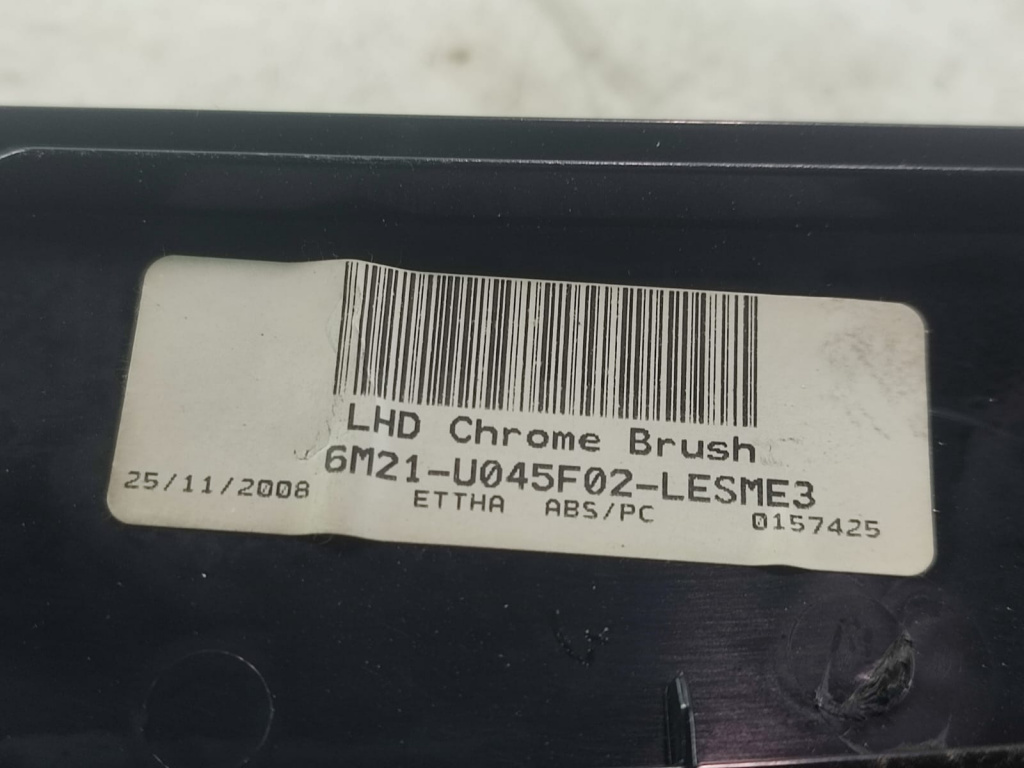 LHD Chrome Brush
6M21-U045F02-LESME3
25/11/2008 ETTHA ABS/PC 0157425